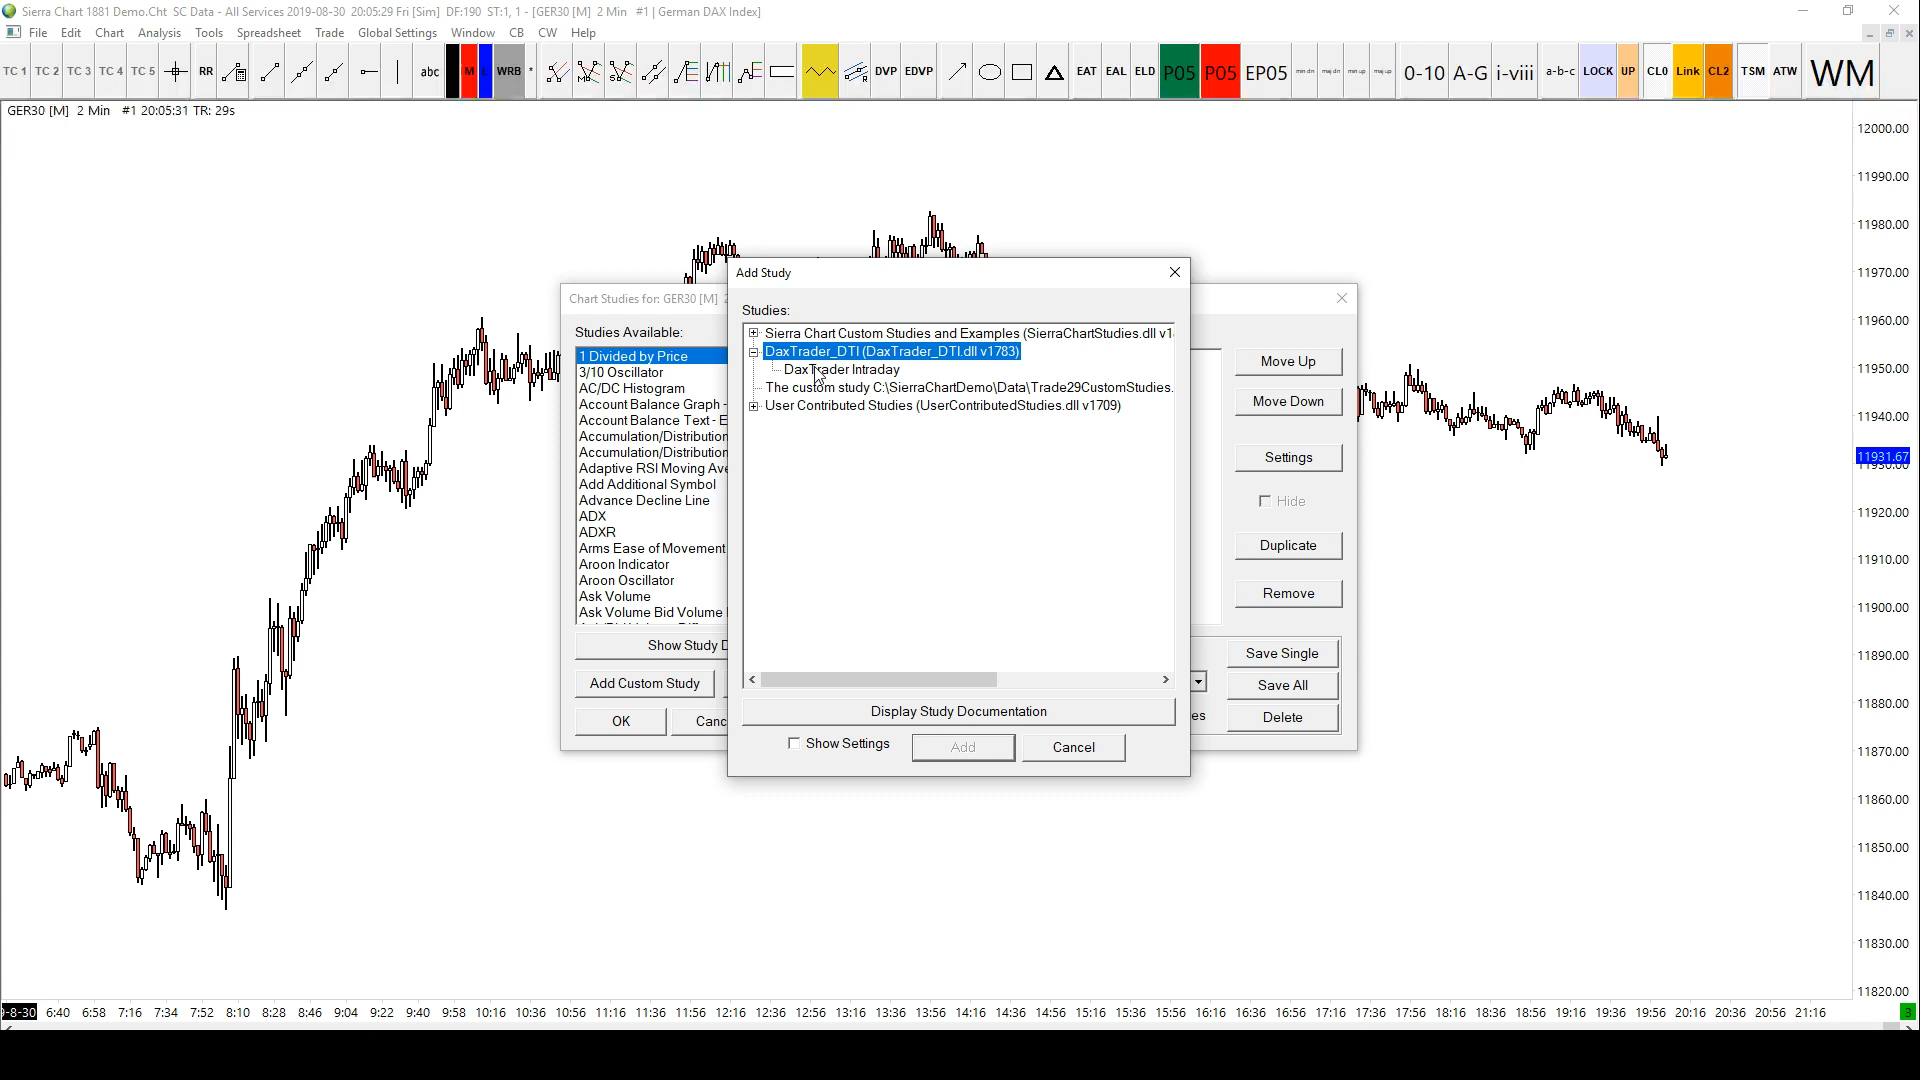 Sierra Chart 1881 Demo.Cht SC Data - All Services 2019-08-30 20:05:29 Fri [Sim] DF:190 ST:1, 1 - [GER30 [M] 2 Min #1 | German DAX Index]
File Edit Chart Analysis Tools Spreadsheet Trade Global Settings Window CB CW Help
TC 1 TC 2 TC 3 TC 4 TC 5 RR abc M L WRB * DVP EDVP EAT EAL ELD P05 P05 EP05 min dn maj dn min up maj up 0-10 A-G i-viii a-b-c LOCK UP CL0 Link CL2 TSM ATW WM
GER30 [M] 2 Min #1 20:05:31 TR: 29s
Chart Studies for: GER30 [M] 2
Studies Available:
1 Divided by Price
3/10 Oscillator
AC/DC Histogram
Account Balance Graph -
Account Balance Text - E
Accumulation/Distribution
Accumulation/Distribution
Adaptive RSI Moving Ave
Add Additional Symbol
Advance Decline Line
ADX
ADXR
Arms Ease of Movement
Aroon Indicator
Aroon Oscillator
Ask Volume
Ask Volume Bid Volume
Show Study D
Add Custom Study
OK
Canc
Add Study
Studies:
Sierra Chart Custom Studies and Examples (SierraChartStudies.dll v1
DaxTrader_DTI (DaxTrader_DTI.dll v1783)
DaxTrader Intraday
The custom study C:\SierraChartDemo\Data\Trade29CustomStudies.
User Contributed Studies (UserContributedStudies.dll v1709)
Display Study Documentation
Show Settings
Add
Cancel
Move Up
Move Down
Settings
Hide
Duplicate
Remove
Save Single
Save All
es
Delete
12000.00
11990.00
11980.00
11970.00
11960.00
11950.00
11940.00
11931.67
11930.00
11920.00
11910.00
11900.00
11890.00
11880.00
11870.00
11860.00
11850.00
11840.00
11830.00
11820.00
9-8-30 6:40 6:58 7:16 7:34 7:52 8:10 8:28 8:46 9:04 9:22 9:40 9:58 10:16 10:36 10:56 11:16 11:36 11:56 12:16 12:36 12:56 13:16 13:36 13:56 14:16 14:36 14:56 15:16 15:36 15:56 16:16 16:36 16:56 17:16 17:36 17:56 18:16 18:36 18:56 19:16 19:36 19:56 20:16 20:36 20:56 21:16
3